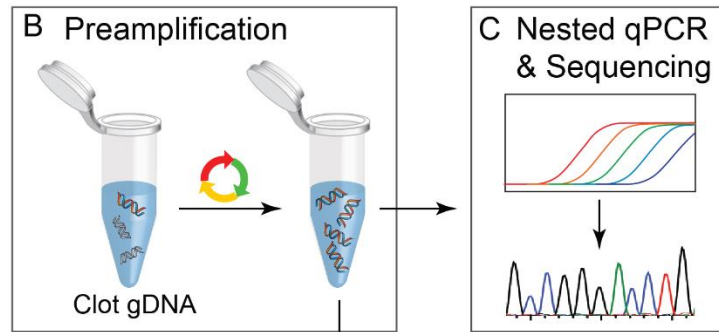 B Preamplification
Clot gDNA
C Nested qPCR
& Sequencing